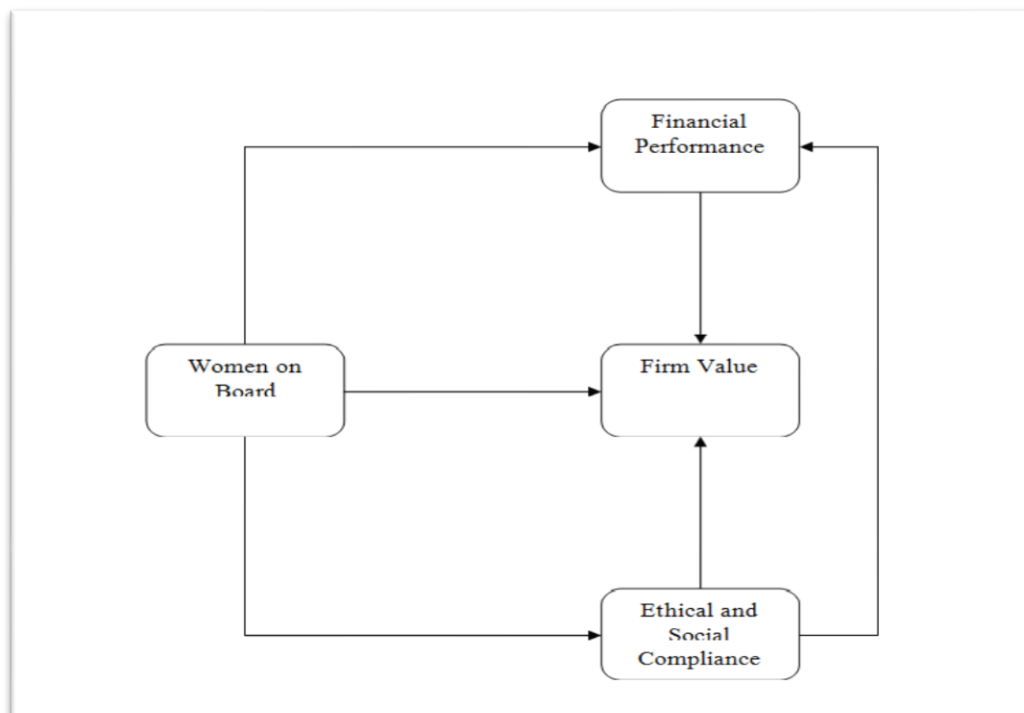 Financial
Performance
Women on
Board
Firm Value
Ethical and
Social
Compliance